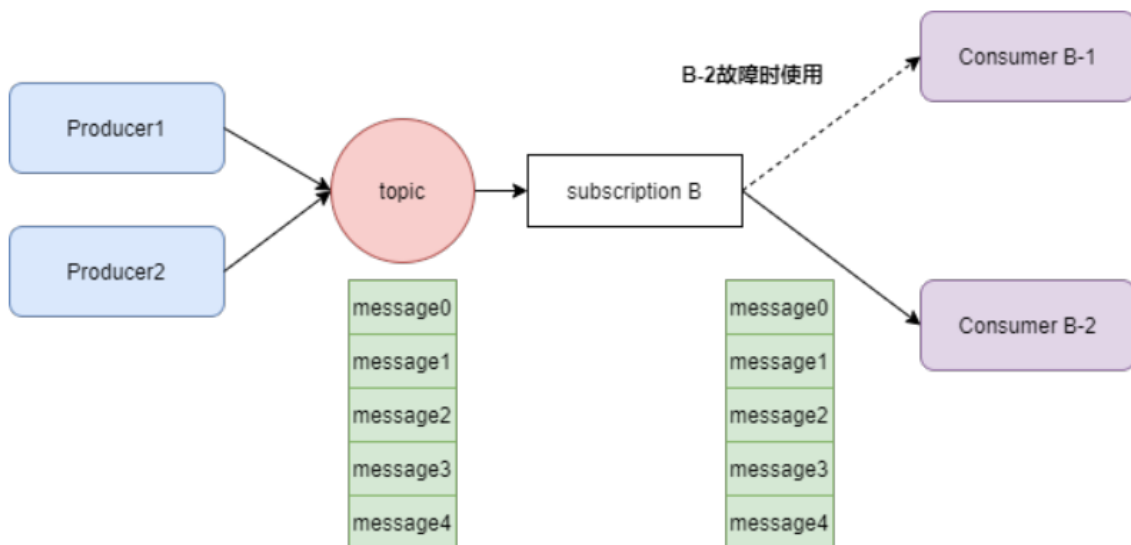 Producer1
Producer2
topic
subscription B
B-2故障时使用
Consumer B-1
Consumer B-2
message0
message1
message2
message3
message4
message0
message1
message2
message3
message4